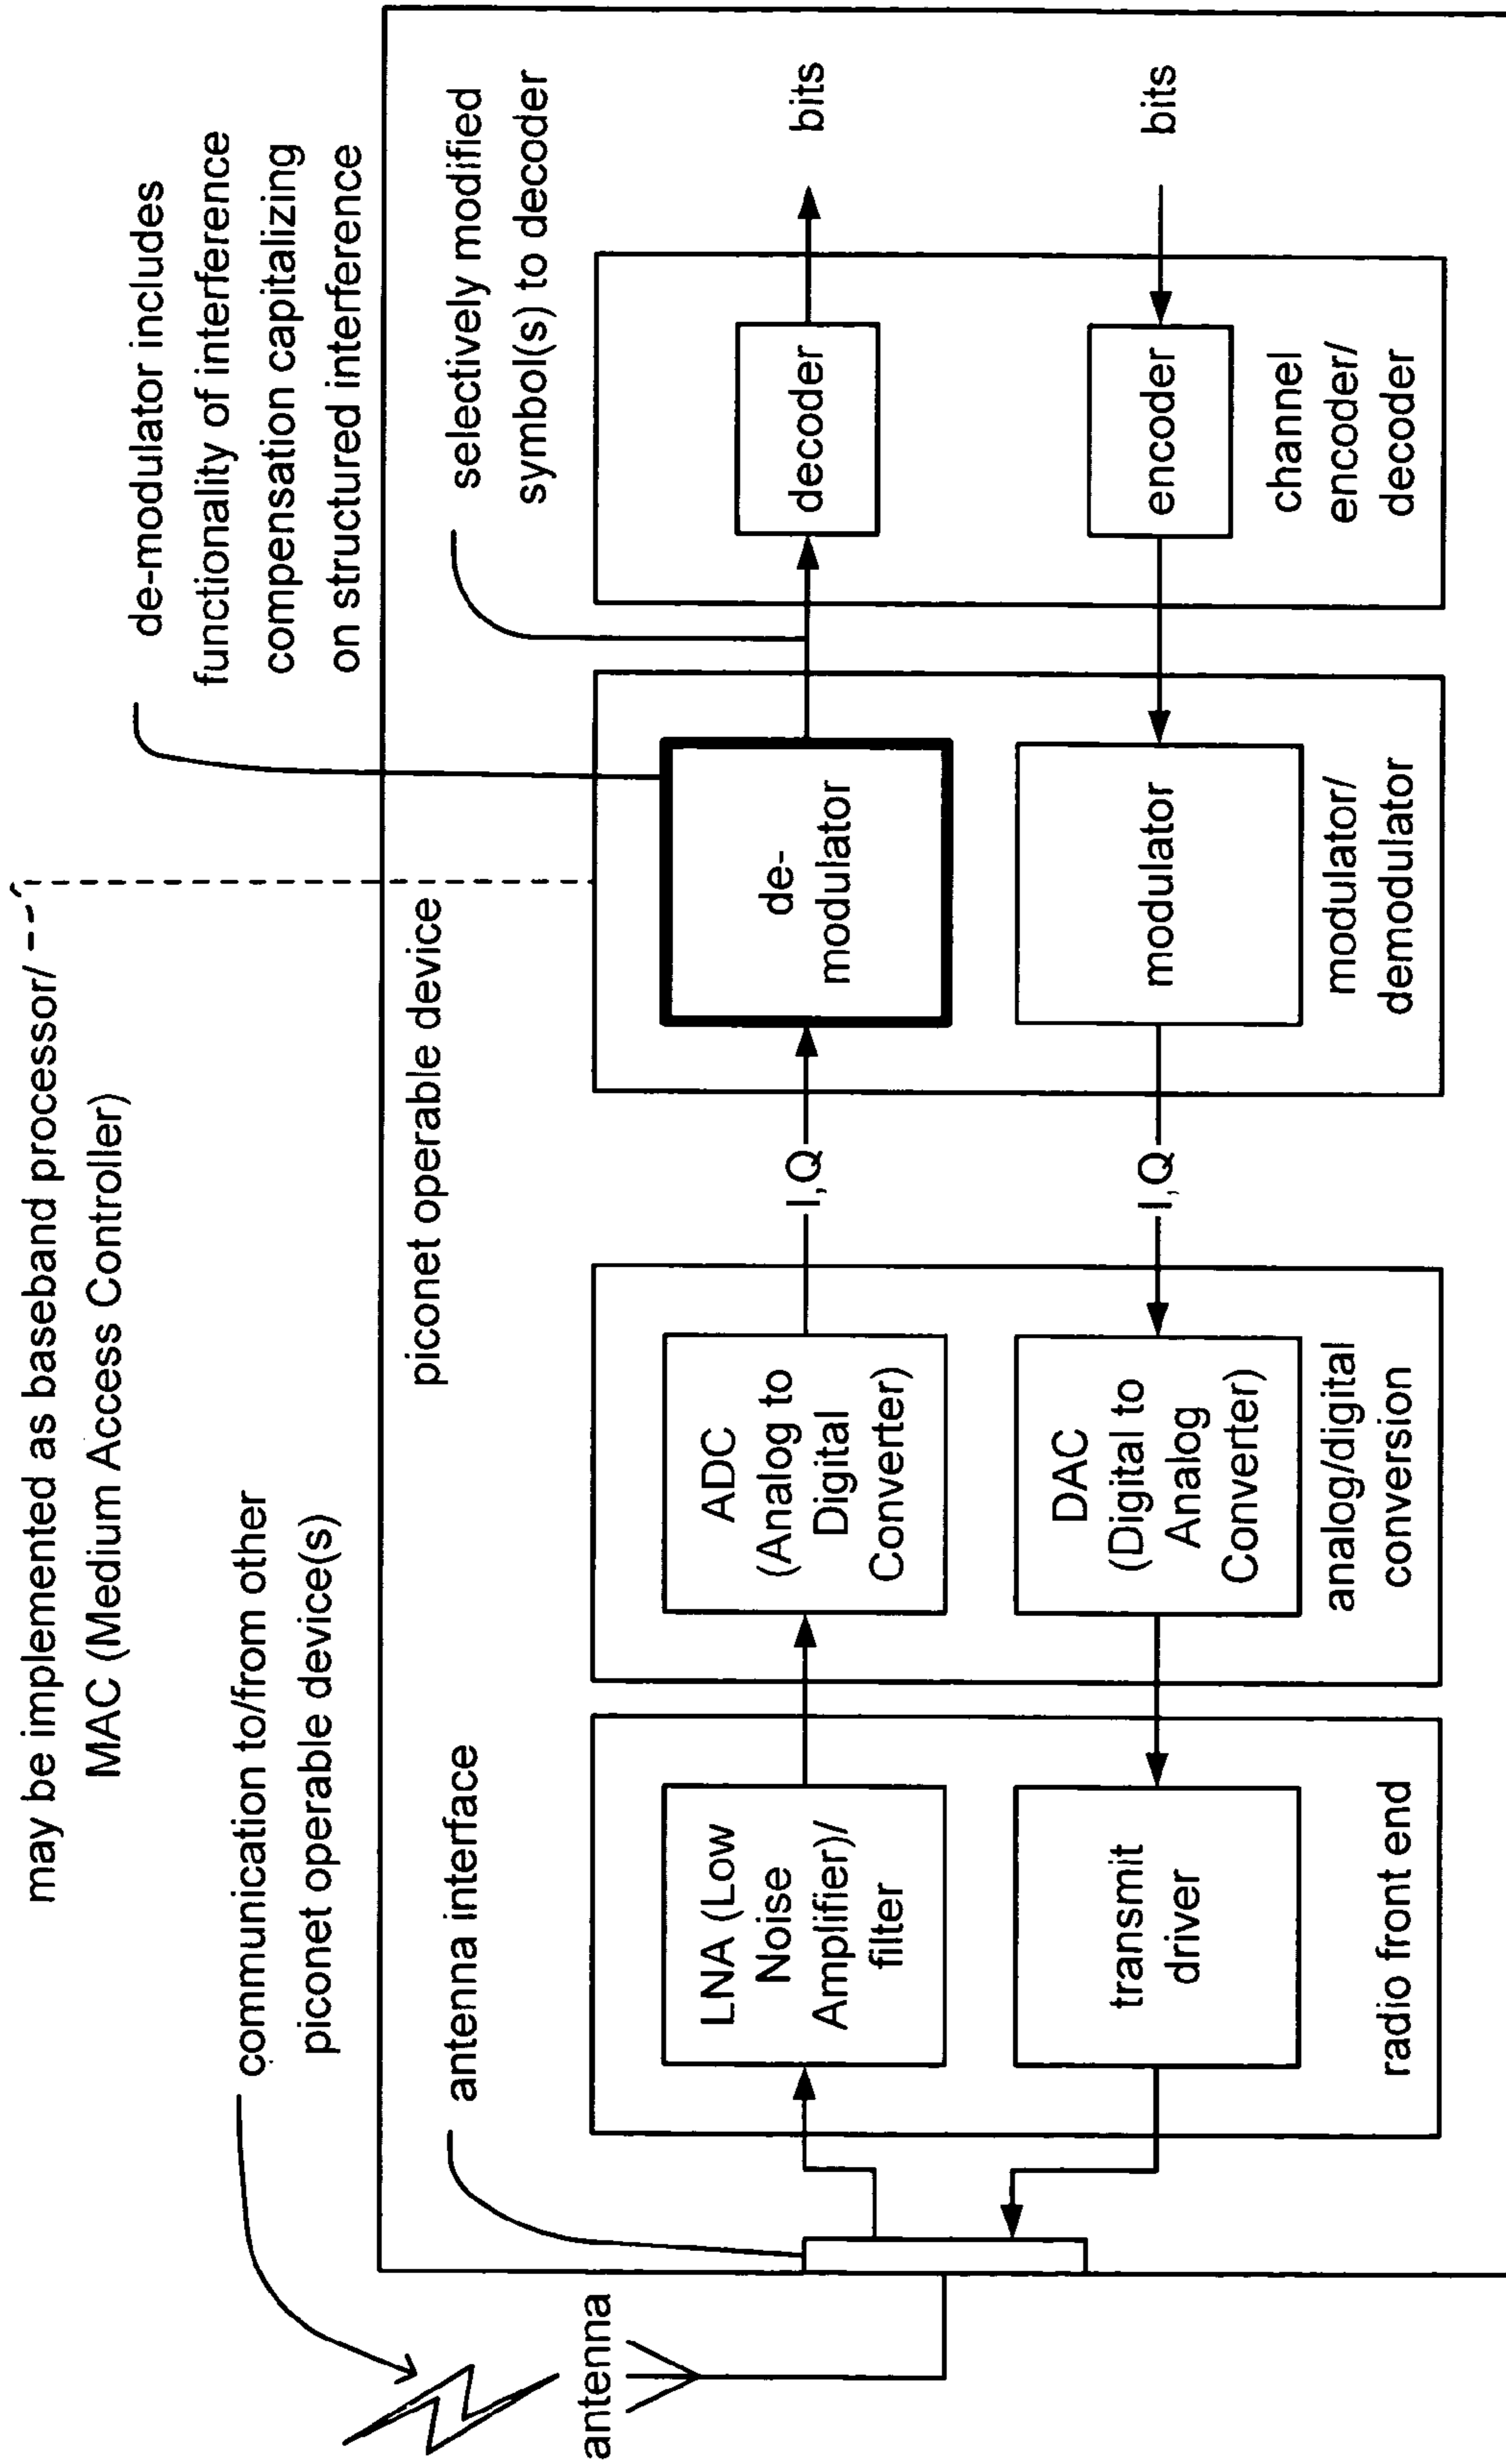 may be implemented as baseband processor/
MAC (Medium Access Controller)
communication to/from other
piconet operable device(s)
de-modulator includes
functionality of interference
compensation capitalizing
on structured interference
antenna
antenna interface
piconet operable device
selectively modified
symbol(s) to decoder
LNA (Low
Noise
Amplifier)/
filter
transmit
driver
radio front end
ADC
(Analog to
Digital
Converter)
DAC
(Digital to
Analog
Converter)
analog/digital
conversion
I,Q
I,Q
de-
modulator
modulator
modulator/
demodulator
decoder
encoder
channel
encoder/
decoder
bits
bits